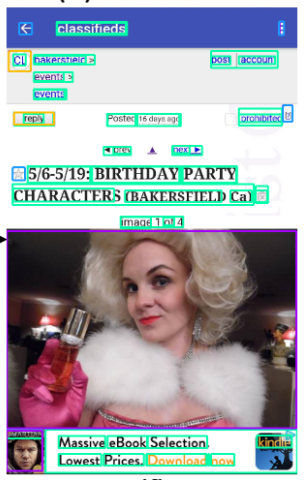 classifieds
CL bakersfield > post account
events >
events
reply Posted 16 days ago prohibited
◄ prev ▲ next ►
5/6-5/19: BIRTHDAY PARTY
CHARACTERS (BAKERSFIELD Ca)
image 1 of 4
Massive eBook Selection.
Lowest Prices. Download now
kindle